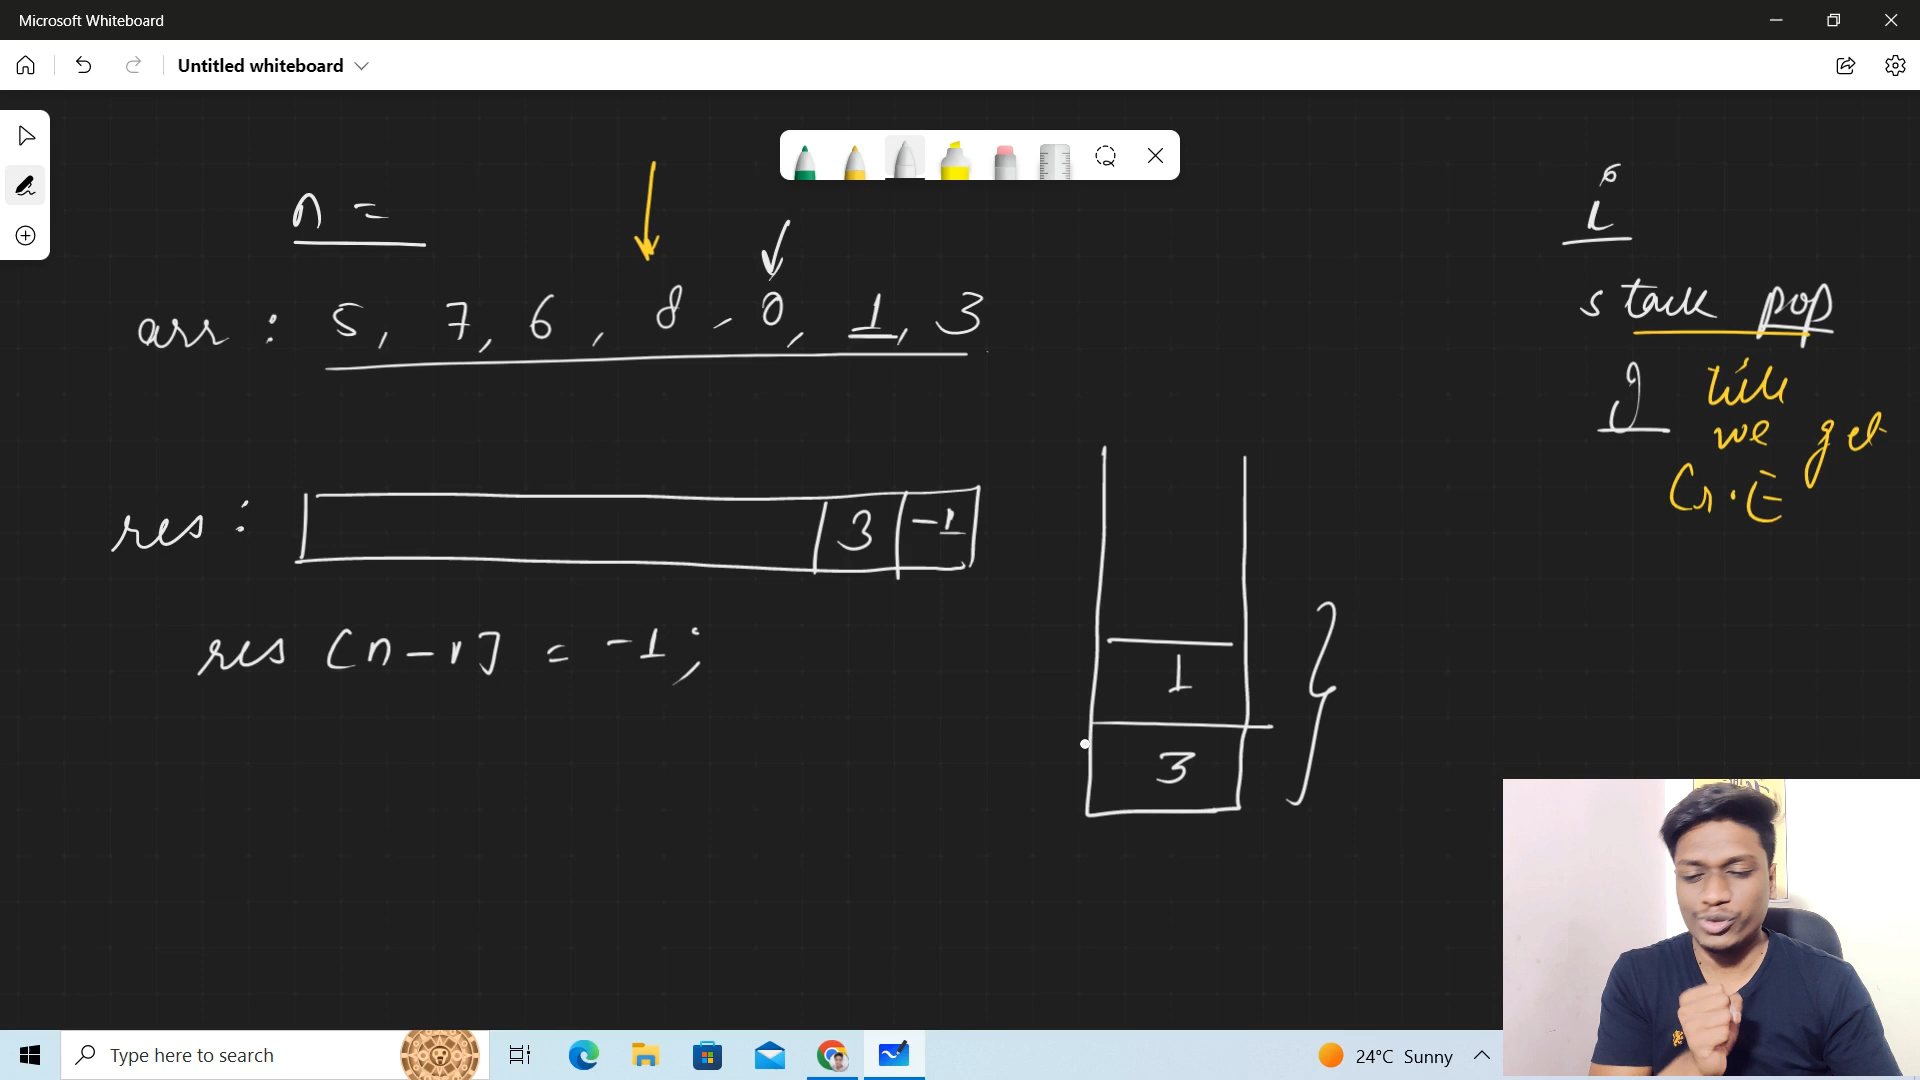 Microsoft Whiteboard
Untitled whiteboard
n =
arr : 5, 7, 6, 8, 0, 1, 3
res : 3 -1
res [n-1] = -1;
1
3
stack pop
till
we get
Gr.E
Type here to search
24°C Sunny